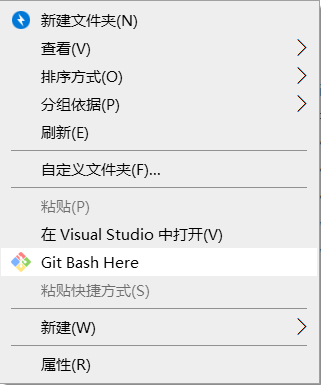 新建文件夹(N)
查看(V)
排序方式(O)
分组依据(P)
刷新(E)
自定义文件夹(F)...
粘贴(P)
在 Visual Studio 中打开(V)
Git Bash Here
粘贴快捷方式(S)
新建(W)
属性(R)